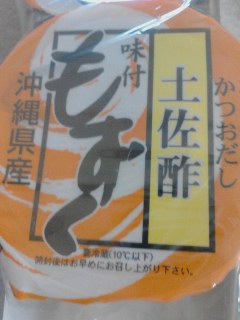 かつおだし
土佐酢
味付
もずく
沖縄県産
要冷蔵(10℃以下)
開封後はお早めにお召し上がり下さい。